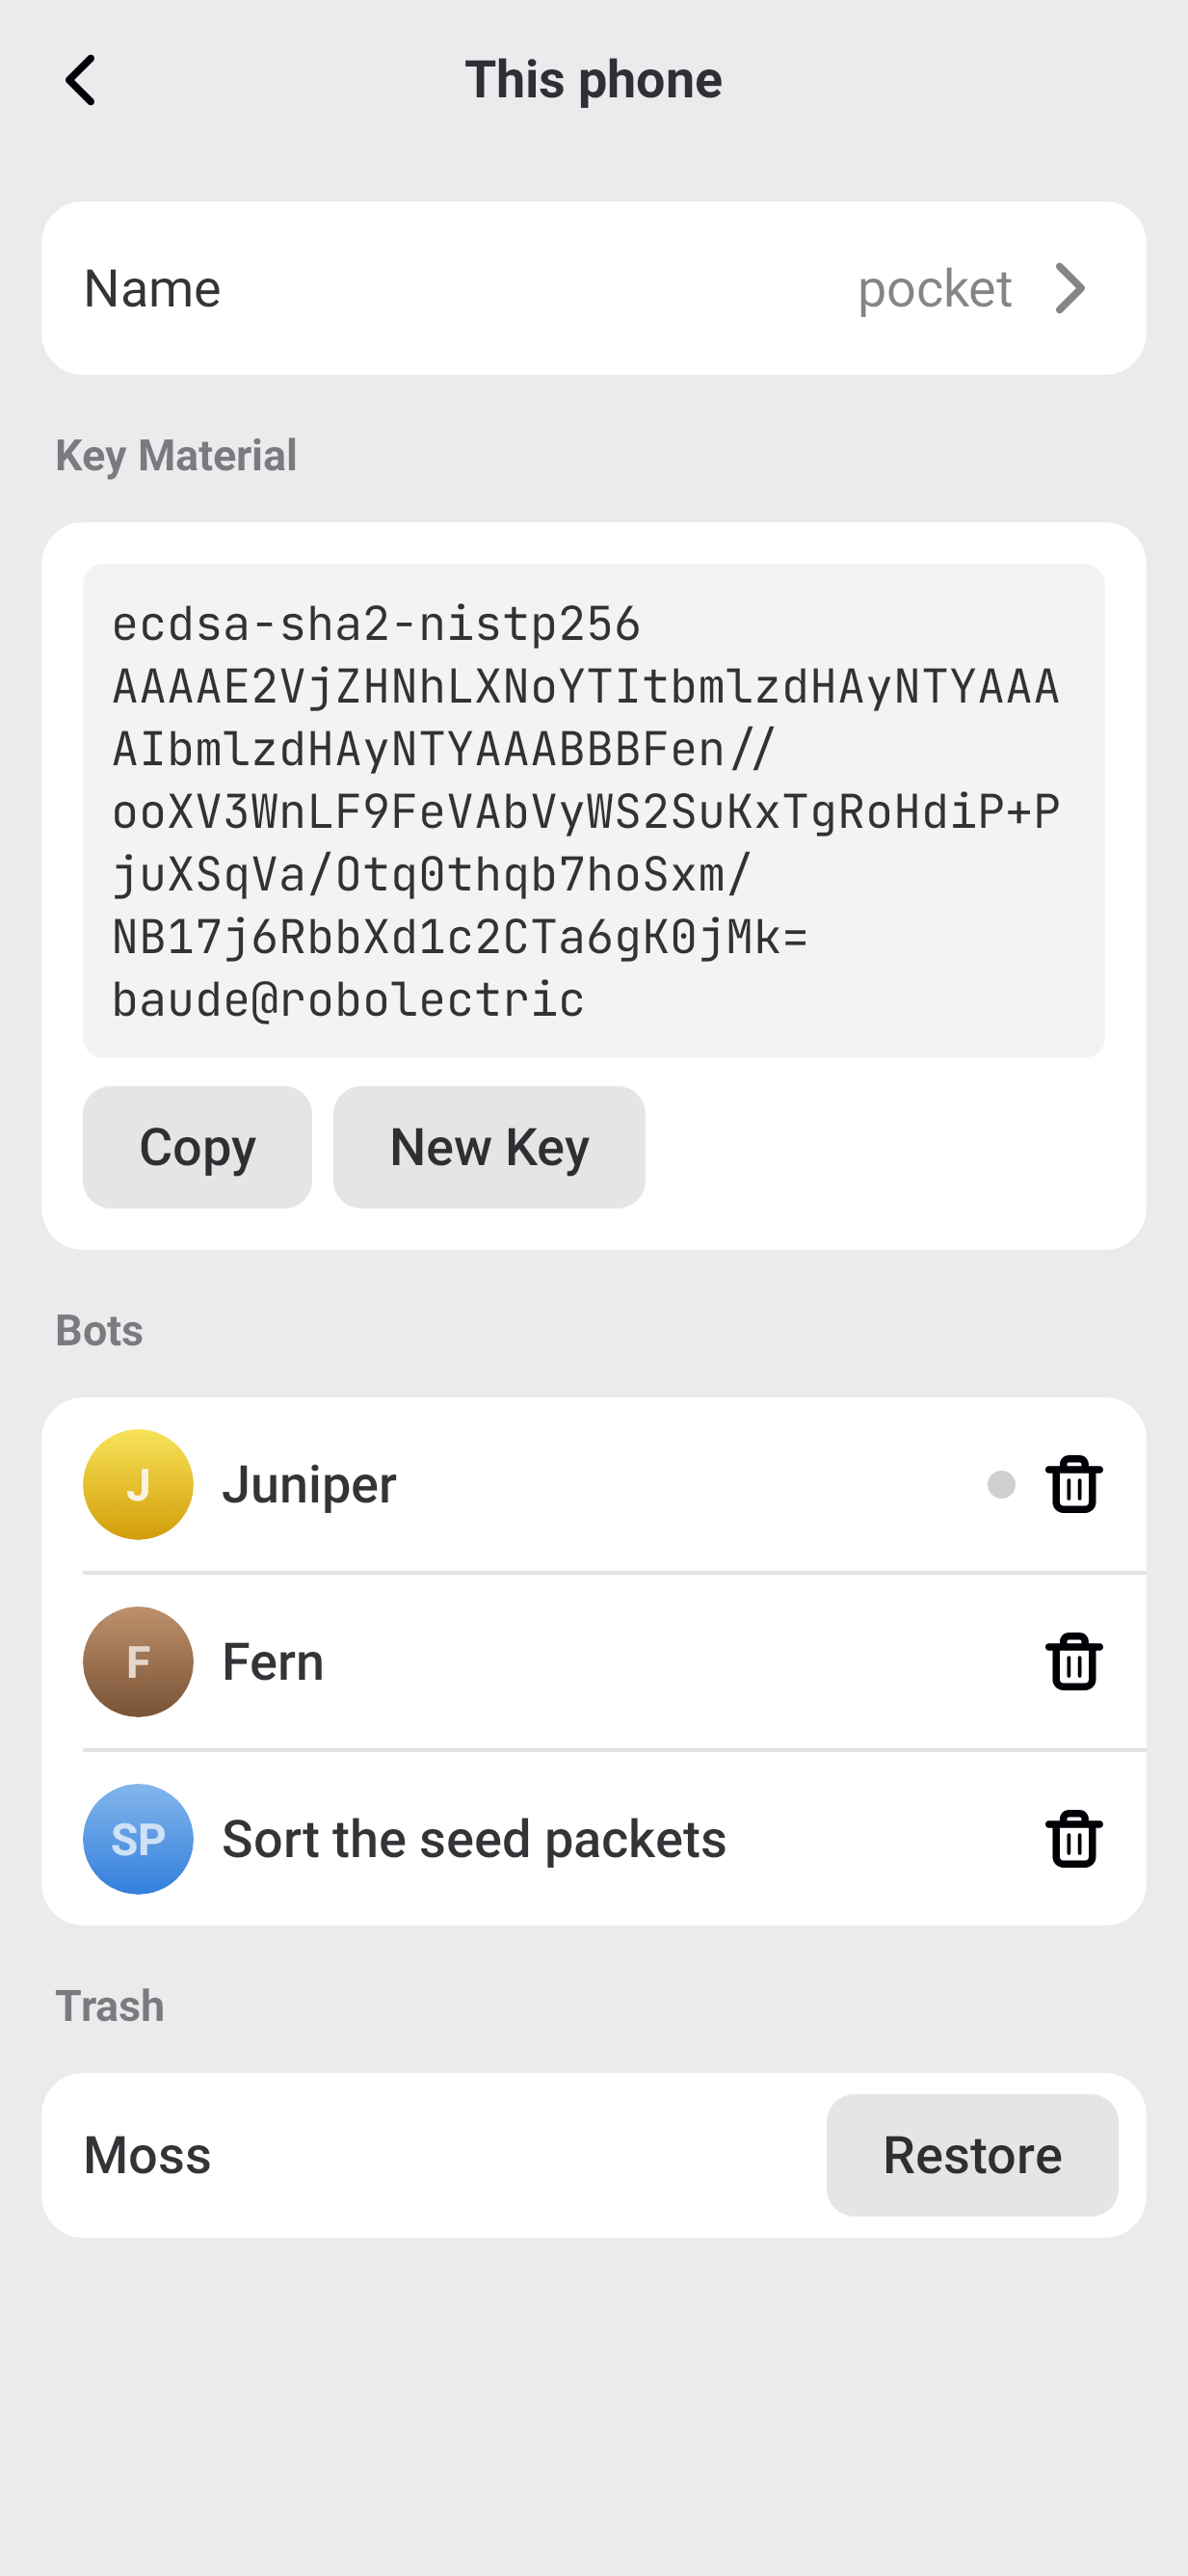 This phone
Name
pocket
Key Material
ecdsa-sha2-nistp256
AAAAE2VjZHNhLXNoYTItbmlzdHAyNTYAAA
AIbmlzdHAyNTYAAABBBFen//
ooXV3WnLF9FeVAbVyWS2SuKxTgRoHdiP+P
juXSqVa/Otq0thqb7hoSxm/
NB17j6RbbXd1c2CTa6gK0jMk=
baude@robolectric
Copy
New Key
Bots
J
Juniper
F
Fern
SP
Sort the seed packets
Trash
Moss
Restore